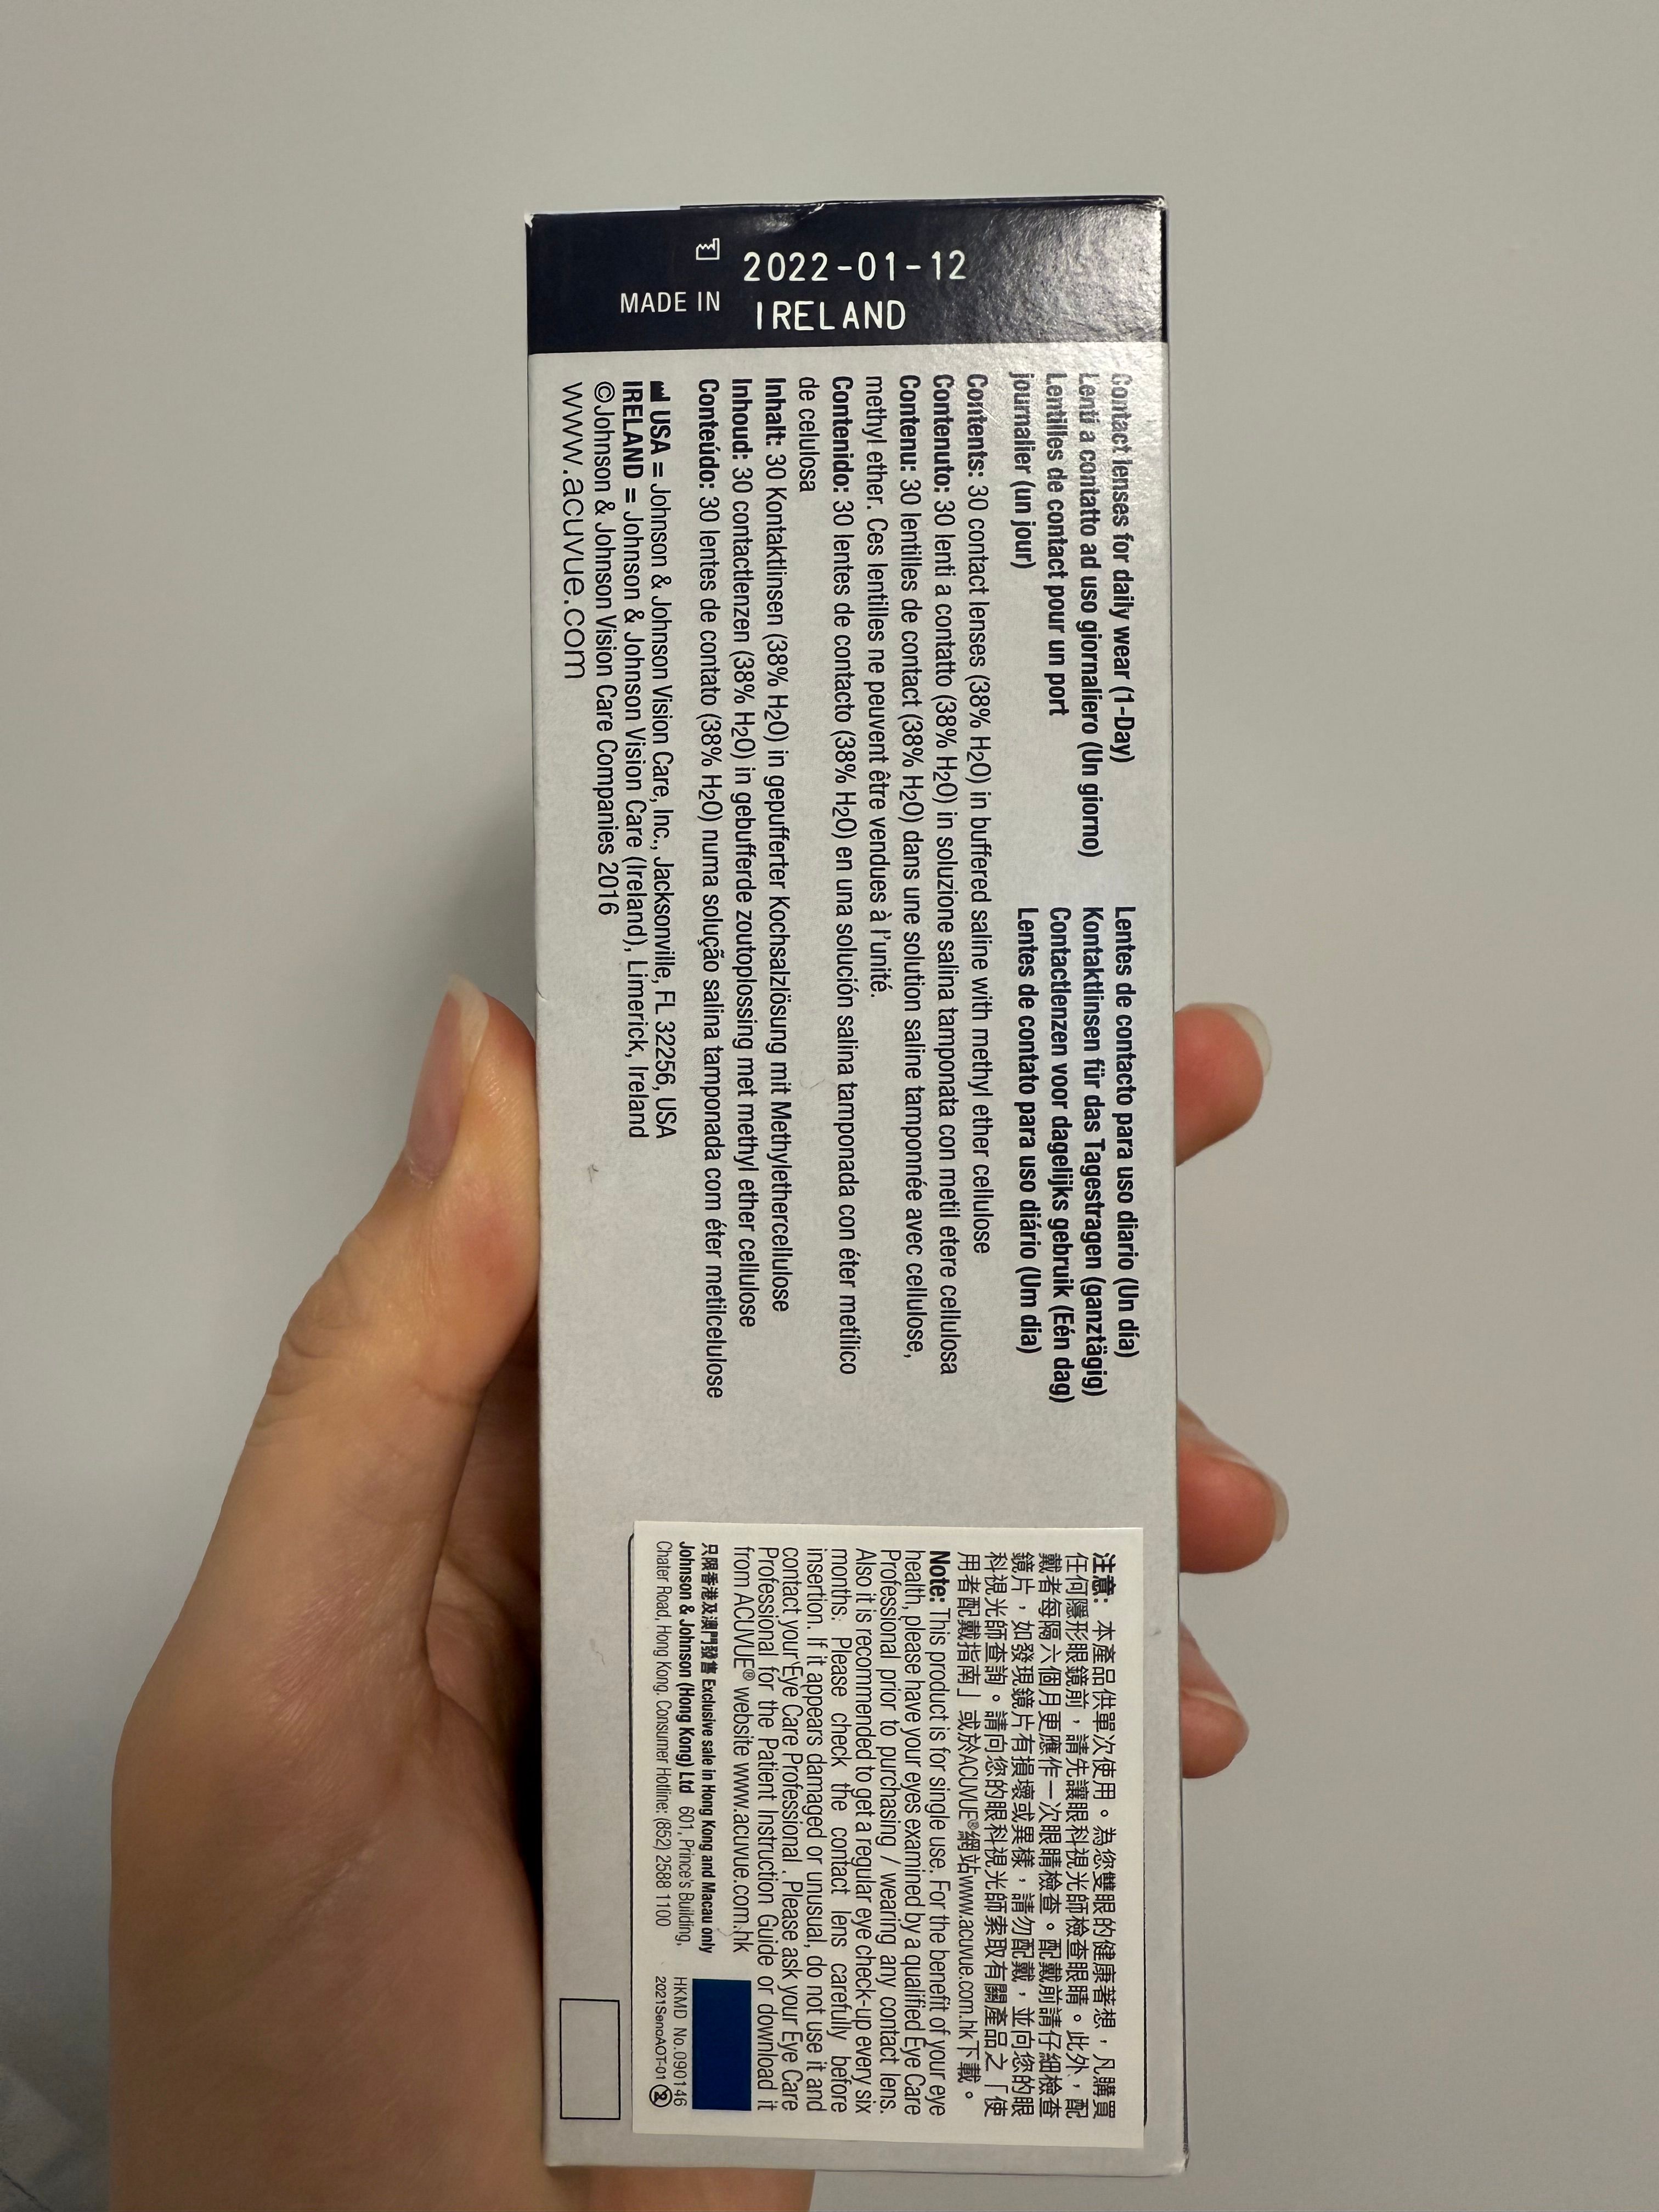 2022-01-12
MADE IN IRELAND
Contact lenses for daily wear (1-Day)
Lenti a contatto ad uso giornaliero (Un giorno)
Lentilles de contact pour un port
journalier (un jour)
Lentes de contacto para uso diario (Un día)
Kontaktlinsen für das Tagestragen (ganztägig)
Contactlenzen voor dagelijks gebruik (Eén dag)
Lentes de contato para uso diário (Um dia)
Contents: 30 contact lenses (38% H2O) in buffered saline with methyl ether cellulose
Contenuto: 30 lenti a contatto (38% H2O) in soluzione salina tamponata con metil etere cellulosa
Contenu: 30 lentilles de contact (38% H2O) dans une solution saline tamponnée avec cellulose,
methyl ether. Ces lentilles ne peuvent être vendues à l'unité.
Contenido: 30 lentes de contacto (38% H2O) en una solución salina tamponada con éter metílico
de celulosa
Inhalt: 30 Kontaktlinsen (38% H2O) in gepufferter Kochsalzlösung mit Methylethercellulose
Inhoud: 30 contactlenzen (38% H2O) in gebufferde zoutoplossing met methyl ether cellulose
Conteúdo: 30 lentes de contato (38% H2O) numa solução salina tamponada com éter metilcelulose
USA = Johnson & Johnson Vision Care, Inc., Jacksonville, FL 32256, USA
IRELAND = Johnson & Johnson Vision Care (Ireland), Limerick, Ireland
©Johnson & Johnson Vision Care Companies 2016
www.acuvue.com
注意: 本產品供單次使用。為您雙眼的健康著想，凡購買
任何隱形眼鏡前，請先讓眼科視光師檢查眼睛。此外，配
戴者每隔六個月更應作一次眼睛檢查。配戴前請仔細檢查
鏡片，如發現鏡片有損壞或異樣，請勿配戴，並向您的眼
科視光師查詢。請向您的眼科視光師索取有關產品之「使
用者配戴指南」或於ACUVUE®網站www.acuvue.com.hk下載。
Note: This product is for single use. For the benefit of your eye
health, please have your eyes examined by a qualified Eye Care
Professional prior to purchasing / wearing any contact lens.
Also it is recommended to get a regular eye check-up every six
months. Please check the contact lens carefully before
insertion. If it appears damaged or unusual, do not use it and
contact your Eye Care Professional. Please ask your Eye Care
Professional for the Patient Instruction Guide or download it
from ACUVUE® website www.acuvue.com.hk
只限香港及澳門發售 Exclusive sale in Hong Kong and Macau only
Johnson & Johnson (Hong Kong) Ltd 601, Prince's Building,
Chater Road, Hong Kong. Consumer Hotline: (852) 2588 1100
HKMD No.090146
2021SenoAOT-01 2